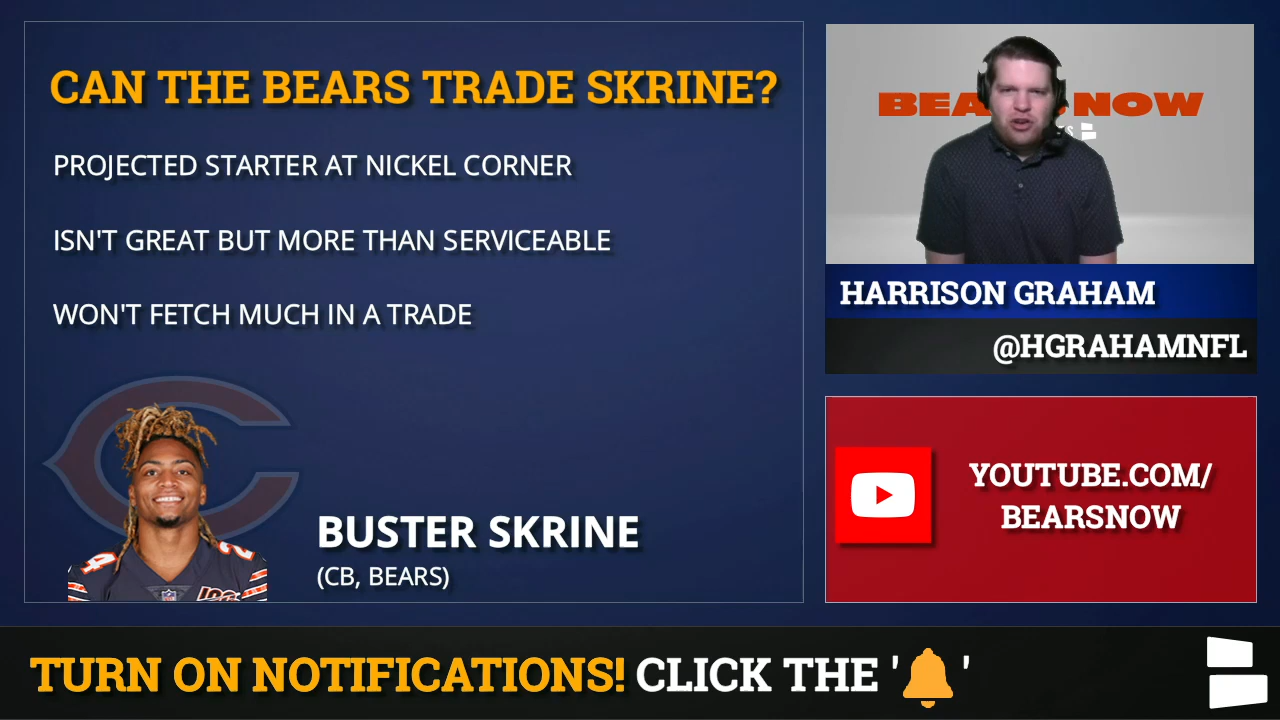 CAN THE BEARS TRADE SKRINE?
PROJECTED STARTER AT NICKEL CORNER
ISN'T GREAT BUT MORE THAN SERVICEABLE
WON'T FETCH MUCH IN A TRADE
BUSTER SKRINE
(CB, BEARS)
NOW
HARRISON GRAHAM
@HGRAHAMNFL
YOUTUBE.COM/
BEARSNOW
TURN ON NOTIFICATIONS! CLICK THE ' '